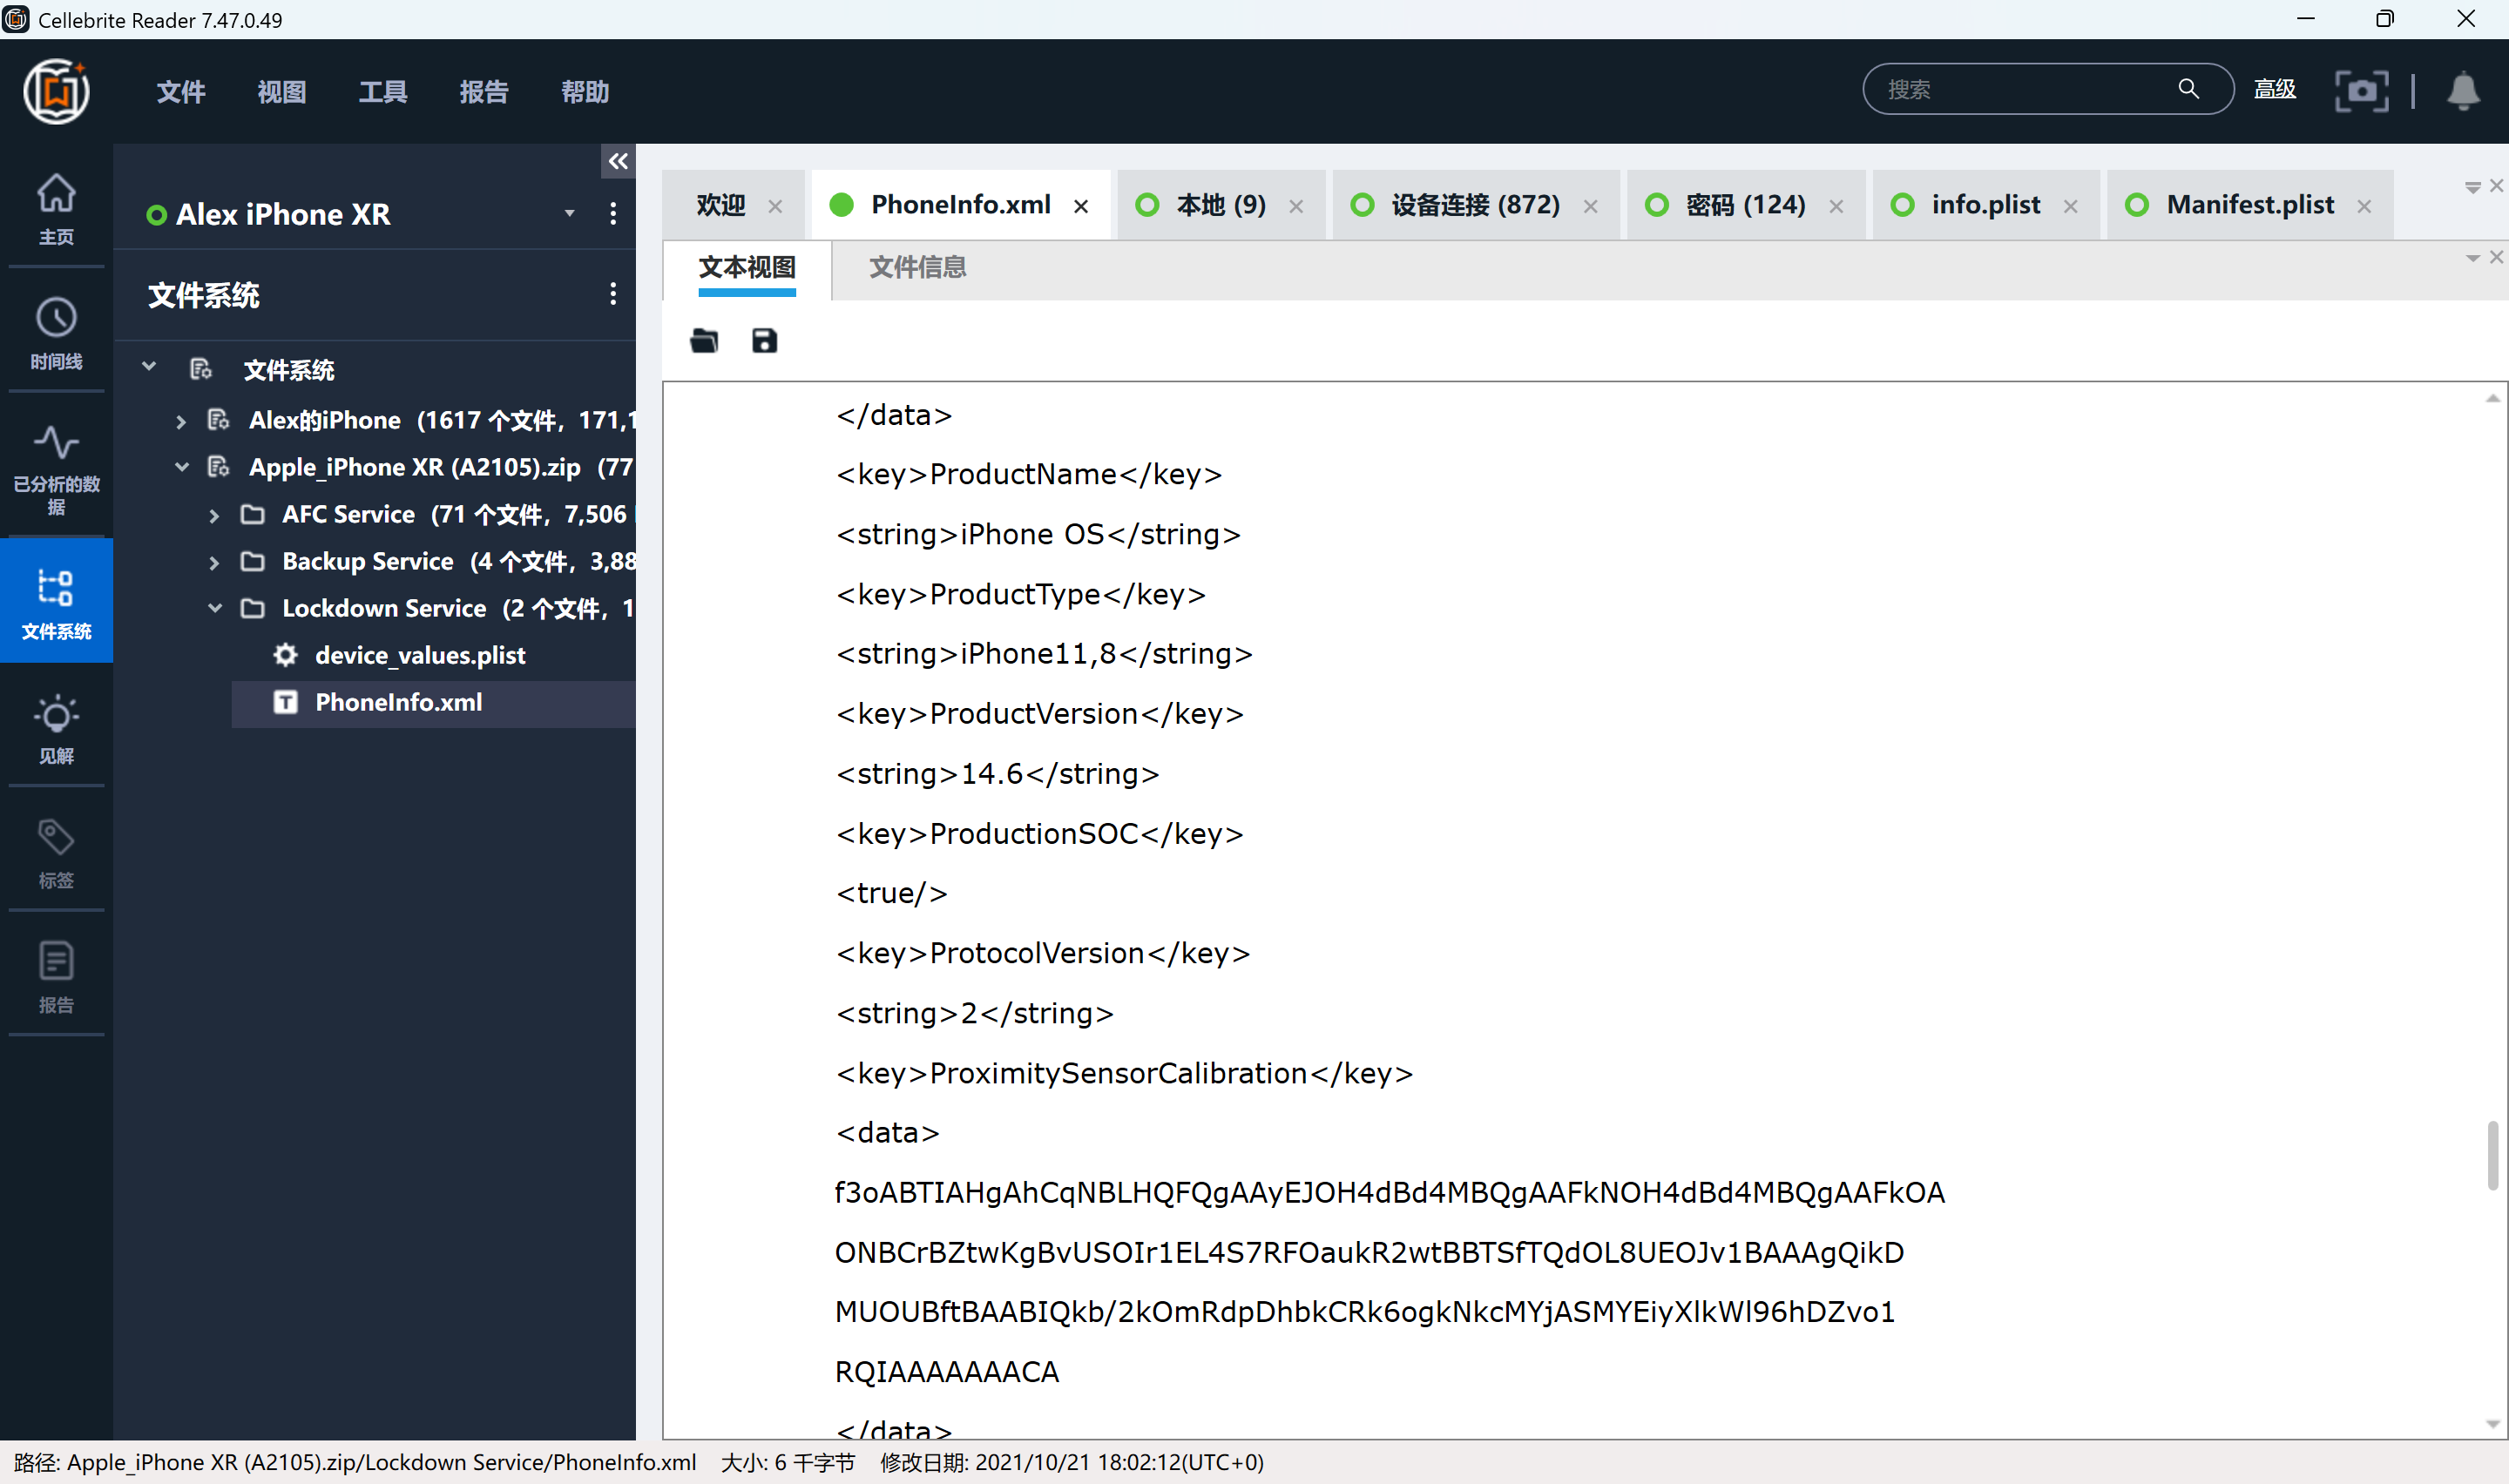 Cellebrite Reader 7.47.0.49
文件 视图 工具 报告 帮助
搜索
高级
主页
时间线
已分析的数
据
文件系统
见解
标签
报告
Alex iPhone XR
文件系统
文件系统
Alex的iPhone (1617 个文件，171,1
Apple_iPhone XR (A2105).zip (77
AFC Service (71 个文件，7,506
Backup Service (4 个文件，3,88
Lockdown Service (2 个文件，1
device_values.plist
PhoneInfo.xml
欢迎 PhoneInfo.xml 本地 (9) 设备连接 (872) 密码 (124) info.plist Manifest.plist
文本视图 文件信息
</data>
<key>ProductName</key>
<string>iPhone OS</string>
<key>ProductType</key>
<string>iPhone11,8</string>
<key>ProductVersion</key>
<string>14.6</string>
<key>ProductionSOC</key>
<true/>
<key>ProtocolVersion</key>
<string>2</string>
<key>ProximitySensorCalibration</key>
<data>
f3oABTIAHgAhCqNBLHQFQgAAyEJOH4dBd4MBQgAAFkNOH4dBd4MBQgAAFkOA
ONBCrBZtwKgBvUSOIr1EL4S7RFOaukR2wtBBTSfTQdOL8UEOJv1BAAAgQikD
MUOUBftBAABIQkb/2kOmRdpDhbkCRk6ogkNkcMYjASMYEiyXlkWl96hDZvo1
RQIAAAAAAACA
</data>
路径: Apple_iPhone XR (A2105).zip/Lockdown Service/PhoneInfo.xml 大小: 6 千字节 修改日期: 2021/10/21 18:02:12(UTC+0)